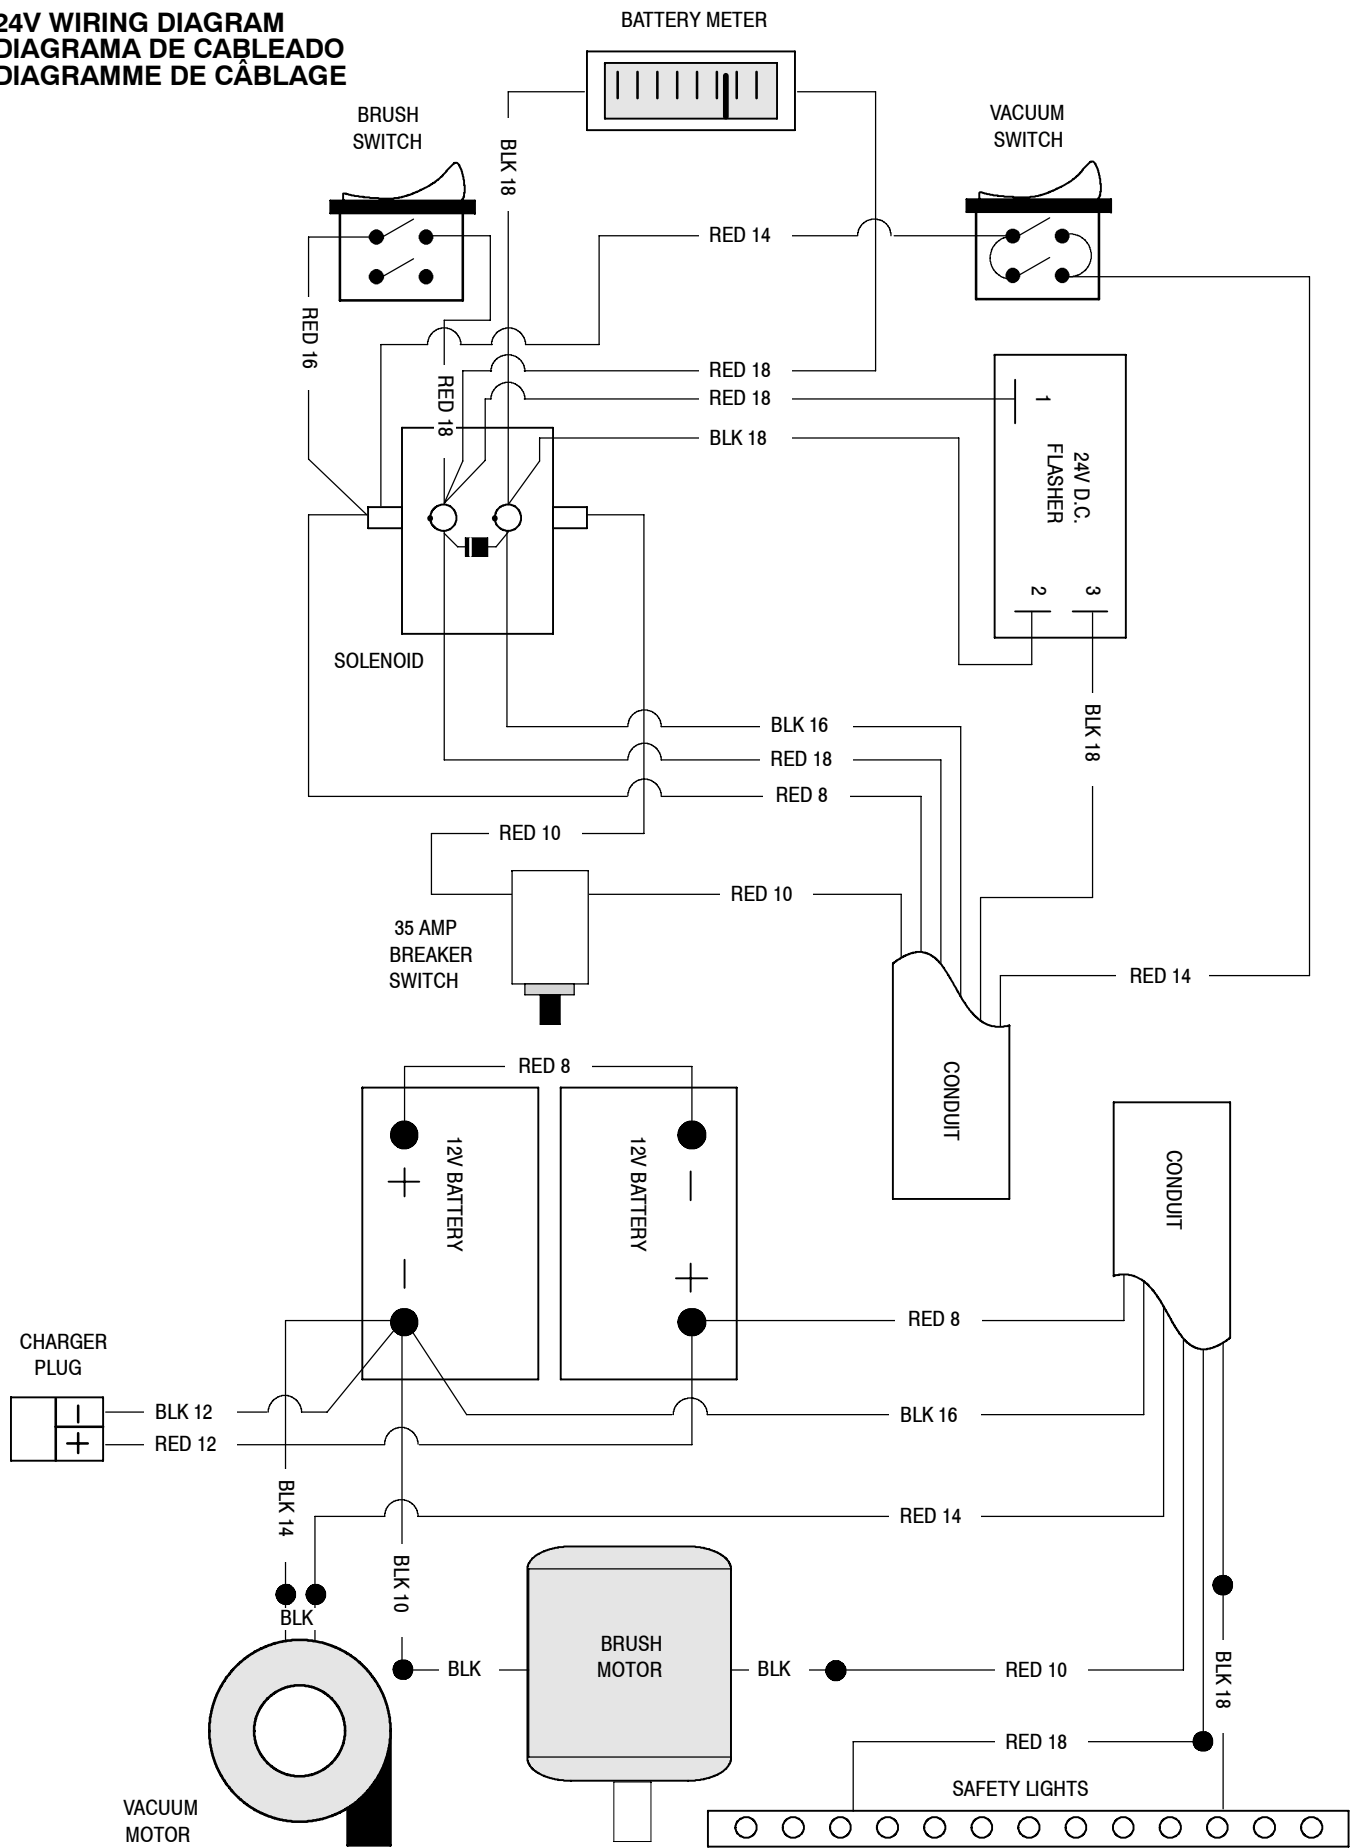 24V WIRING DIAGRAM
DIAGRAMA DE CABLEADO
DIAGRAMME DE CÂBLAGE
BATTERY METER
BRUSH
SWITCH
VACUUM
SWITCH
BLK 18
RED 14
RED 16
RED 18
RED 18
RED 18
BLK 18
1
24V D.C.
FLASHER
2
3
SOLENOID
BLK 16
RED 18
RED 8
BLK 18
RED 10
RED 10
35 AMP
BREAKER
SWITCH
RED 14
CONDUIT
RED 8
12V BATTERY
+
−
12V BATTERY
−
+
CONDUIT
RED 8
CHARGER
PLUG
−
+
BLK 12
RED 12
BLK 16
BLK 14
RED 14
BLK 10
BLK
BLK
BRUSH
MOTOR
BLK
RED 10
BLK 18
RED 18
SAFETY LIGHTS
VACUUM
MOTOR